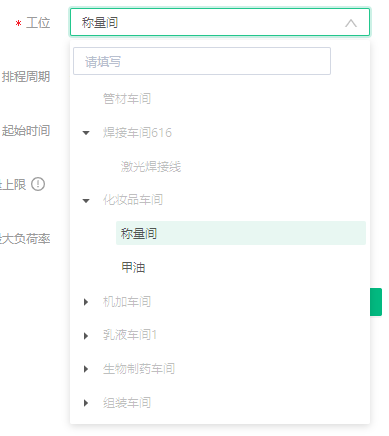 * 工位
称量间
请填写
排程周期
管材车间
焊接车间616
起始时间
激光焊接线
上限
化妆品车间
称量间
大负荷率
甲油
机加车间
乳液车间1
生物制药车间
组装车间